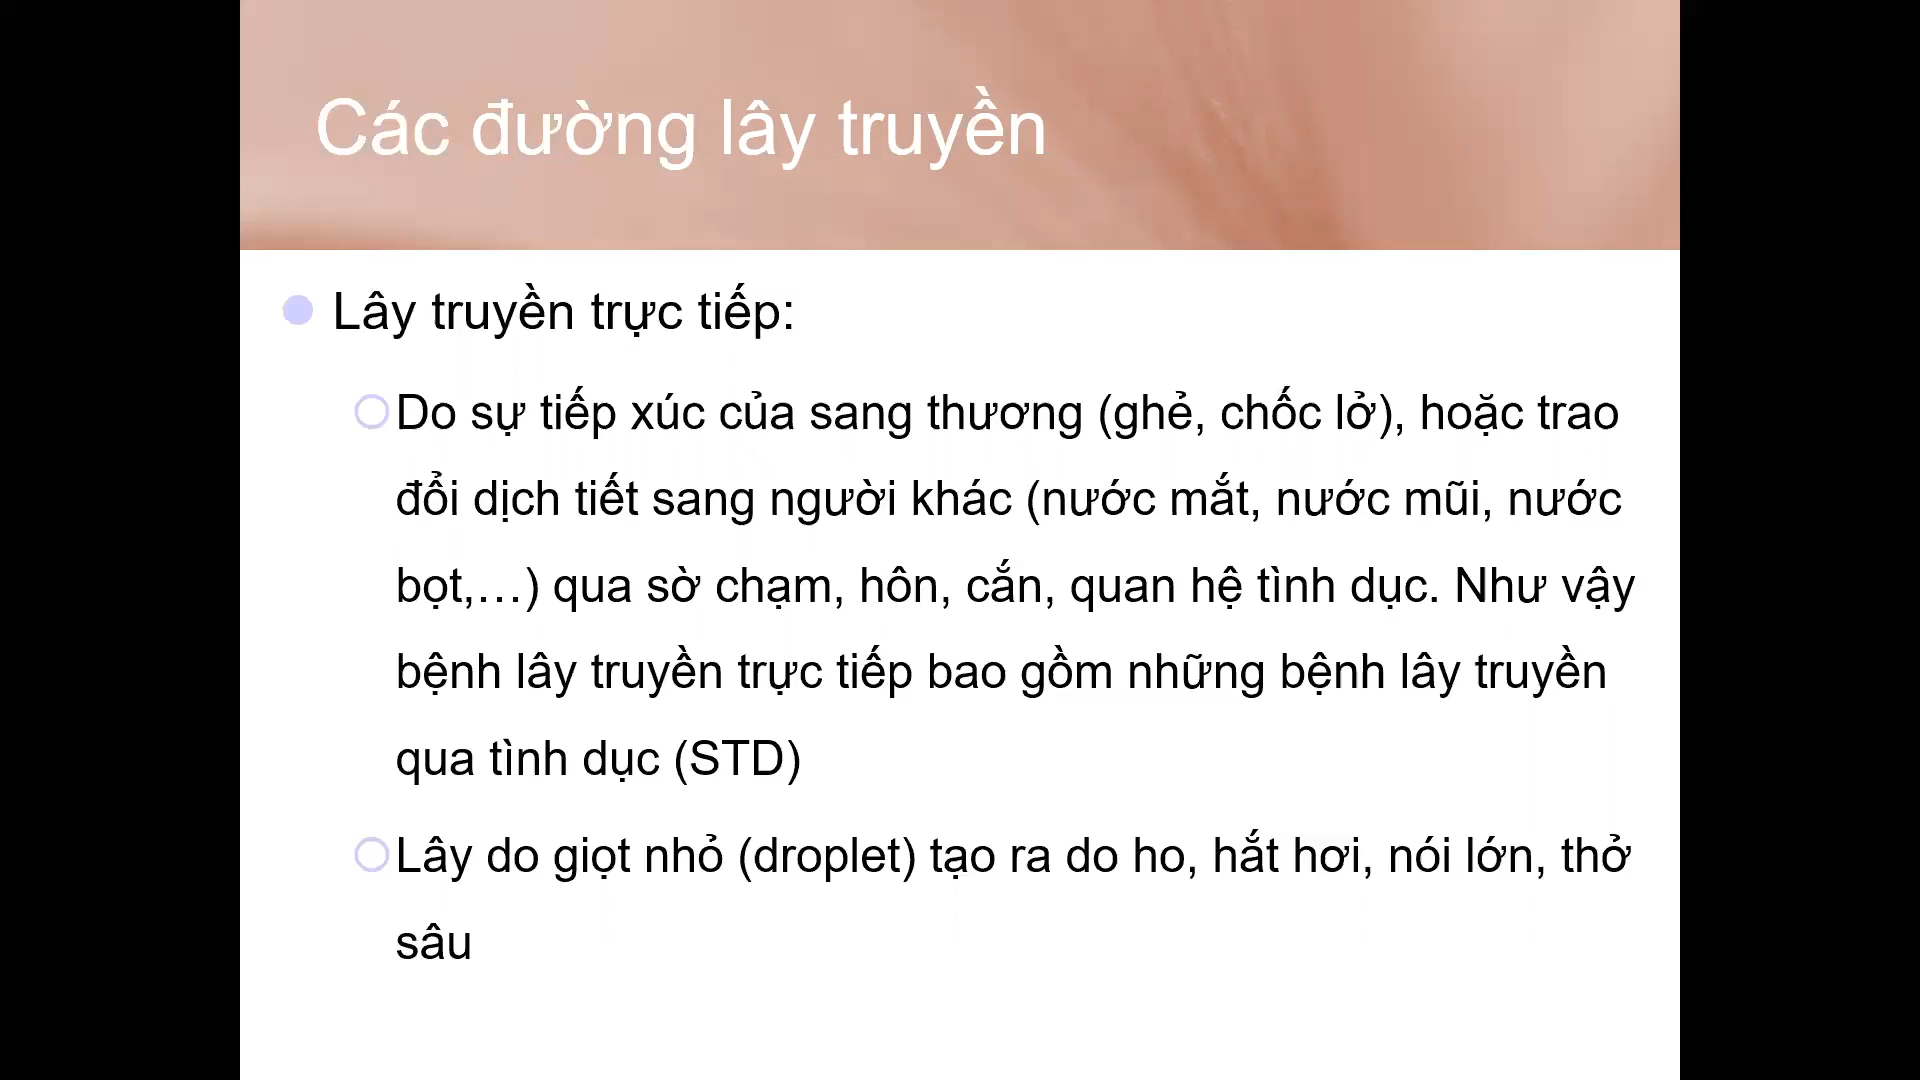 Các đường lây truyền
Lây truyền trực tiếp:
Do sự tiếp xúc của sang thương (ghẻ, chốc lở), hoặc trao
đổi dịch tiết sang người khác (nước mắt, nước mũi, nước
bọt,…) qua sờ chạm, hôn, cắn, quan hệ tình dục. Như vậy
bệnh lây truyền trực tiếp bao gồm những bệnh lây truyền
qua tình dục (STD)
Lây do giọt nhỏ (droplet) tạo ra do ho, hắt hơi, nói lớn, thở
sâu